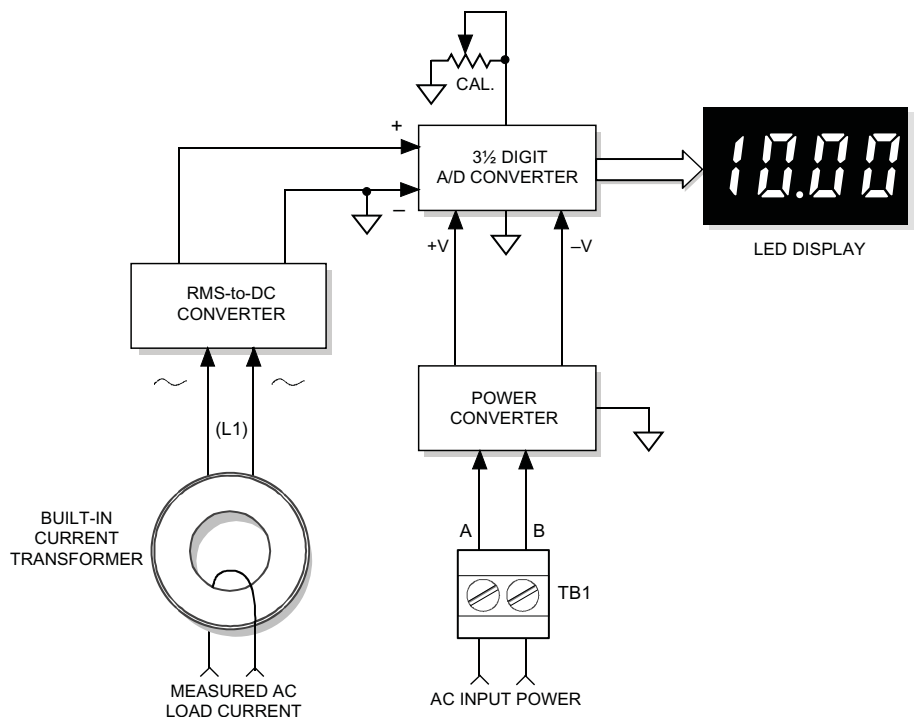 CAL.
+
3½ DIGIT
A/D CONVERTER
–
10.00
LED DISPLAY
+V
–V
RMS-to-DC
CONVERTER
POWER
CONVERTER
(L1)
BUILT-IN
CURRENT
TRANSFORMER
A
B
TB1
MEASURED AC
LOAD CURRENT
AC INPUT POWER